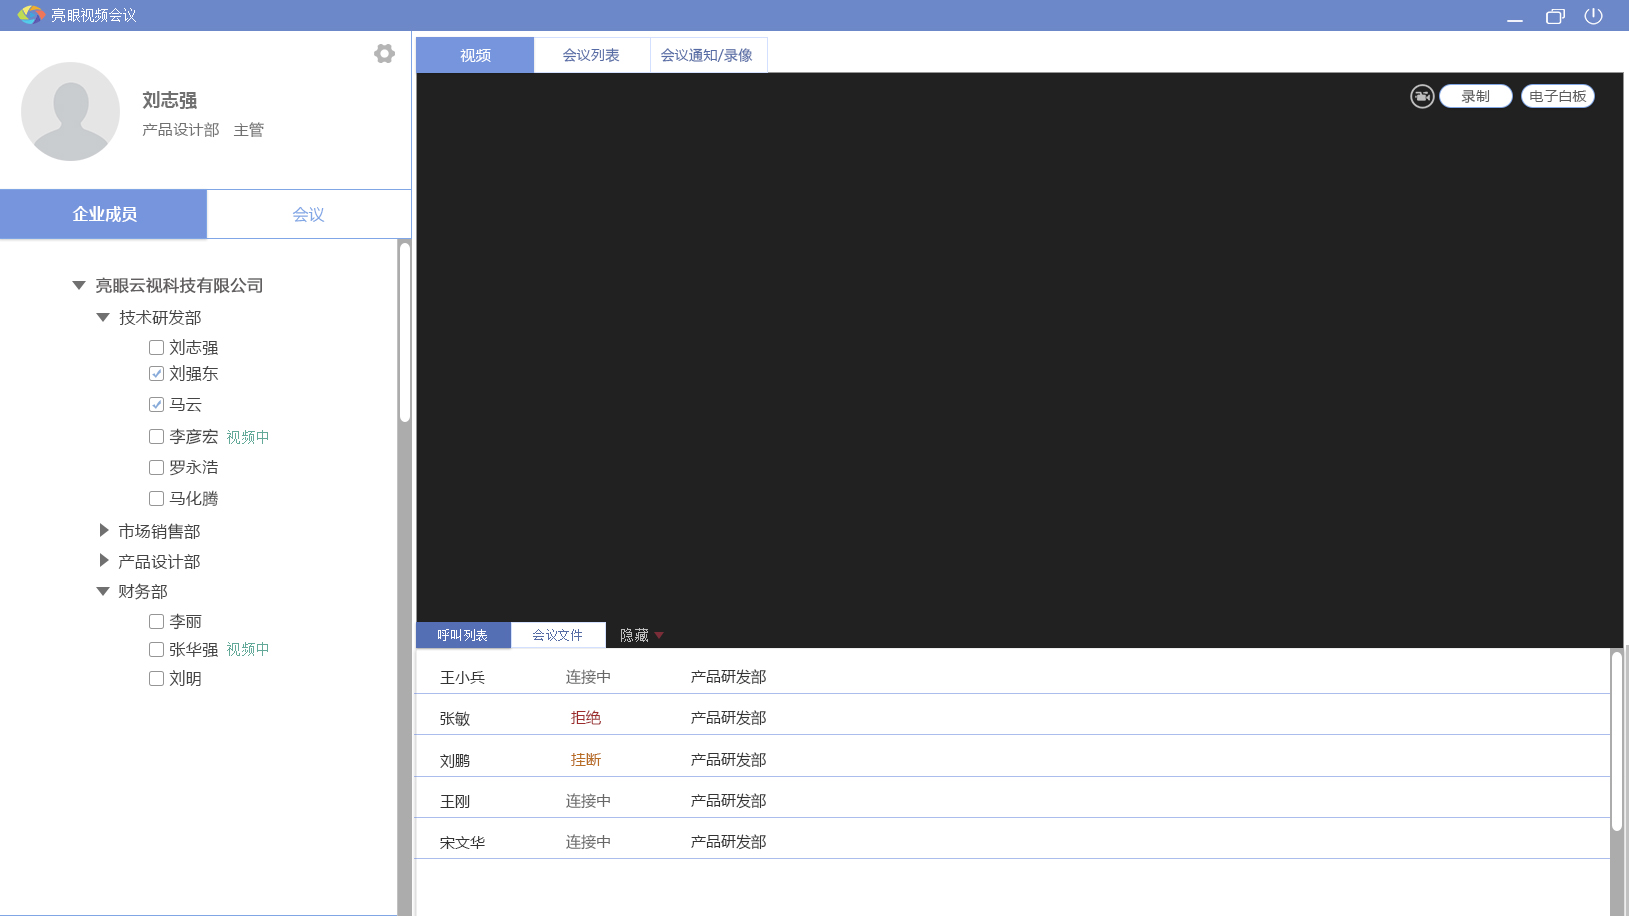 亮眼视频会议
刘志强
产品设计部 主管
企业成员 会议
亮眼云视科技有限公司
技术研发部
刘志强
刘强东
马云
李彦宏 视频中
罗永浩
马化腾
市场销售部
产品设计部
财务部
李丽
张华强 视频中
刘明
视频 会议列表 会议通知/录像
录制 电子白板
呼叫列表 会议文件 隐藏
王小兵 连接中 产品研发部
张敏 拒绝 产品研发部
刘鹏 挂断 产品研发部
王刚 连接中 产品研发部
宋文华 连接中 产品研发部